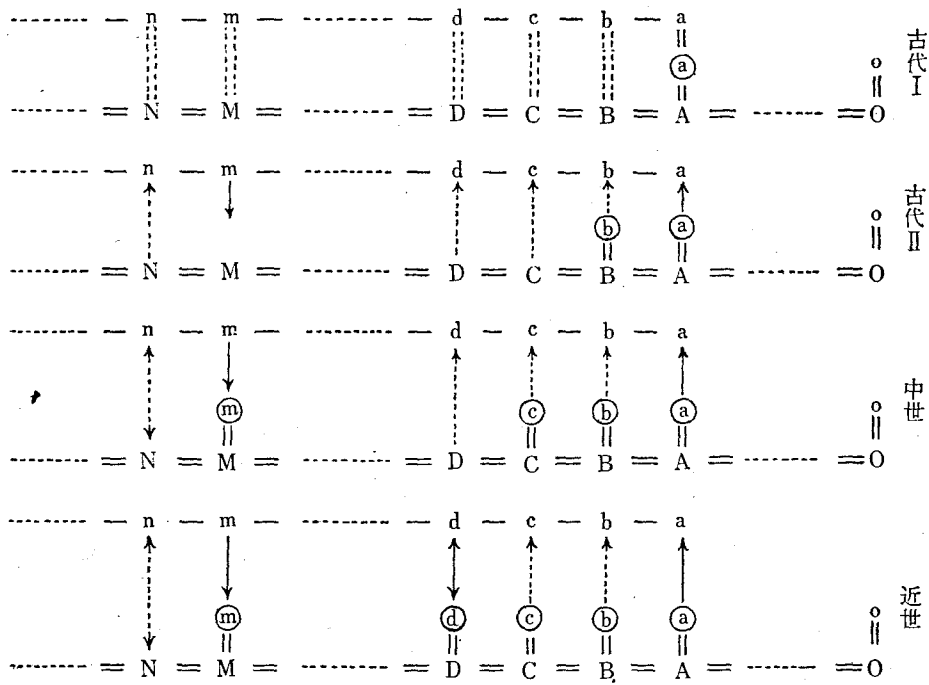 n — m — d — c — b — a
ⓐ
N = M = D = C = B = A = = O
o
古代Ⅰ
n — m — d — c — b — a
ⓑ ⓐ
N = M = D = C = B = A = = O
o
古代Ⅱ
n — m — d — c — b — a
ⓜ ⓒ ⓑ ⓐ
N = M = D = C = B = A = = O
o
中世
n — m — d — c — b — a
ⓜ ⓓ ⓒ ⓑ ⓐ
N = M = D = C = B = A = = O
o
近世